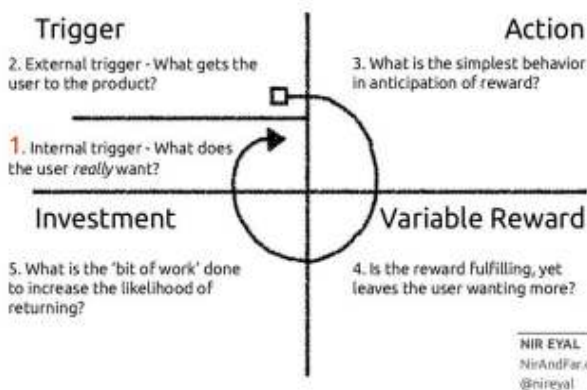 Trigger
2. External trigger - What gets the
user to the product?
1. Internal trigger - What does
the user really want?
Action
3. What is the simplest behavior
in anticipation of reward?
Investment
5. What is the 'bit of work' done
to increase the likelihood of
returning?
Variable Reward
4. Is the reward fulfilling, yet
leaves the user wanting more?
NIR EYAL
@nireyal